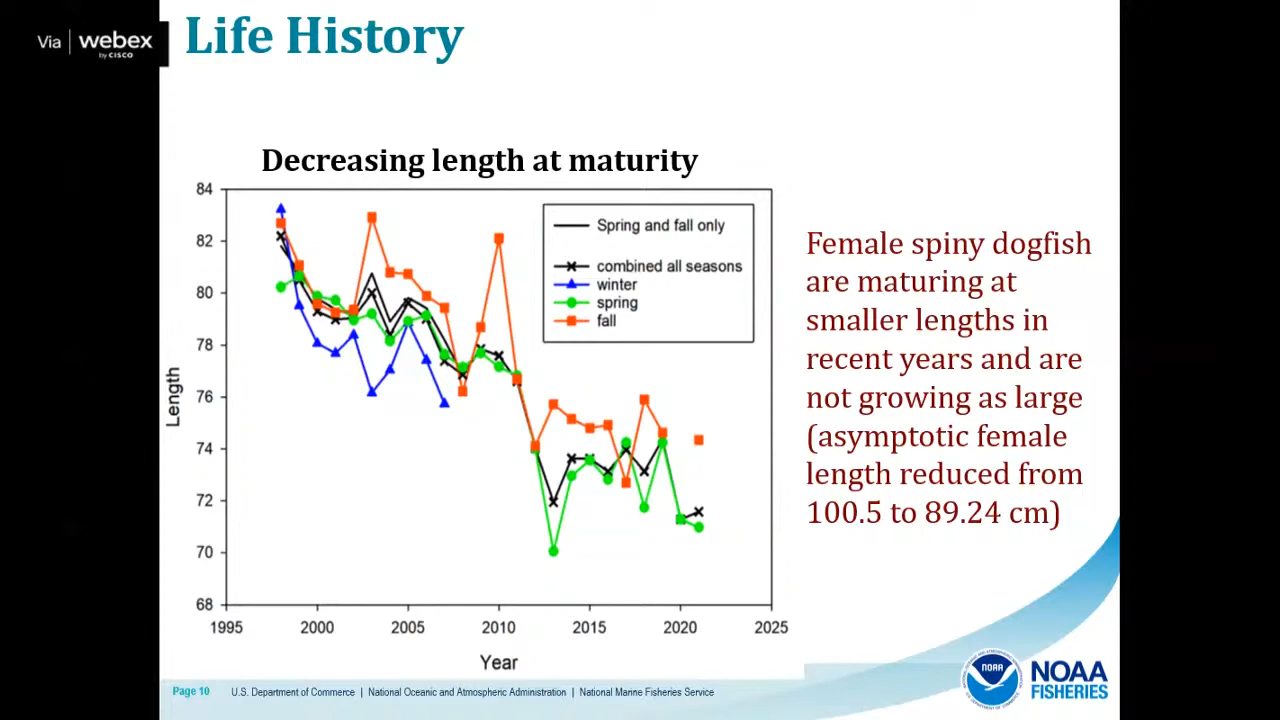 Via | webex
by CISCO
Life History
Decreasing length at maturity
84
82
80
78
76
74
72
70
68
Length
1995 2000 2005 2010 2015 2020 2025
Year
Spring and fall only
combined all seasons
winter
spring
fall
Female spiny dogfish
are maturing at
smaller lengths in
recent years and are
not growing as large
(asymptotic female
length reduced from
100.5 to 89.24 cm)
Page 10 U.S. Department of Commerce | National Oceanic and Atmospheric Administration | National Marine Fisheries Service
NOAA
NOAA
FISHERIES